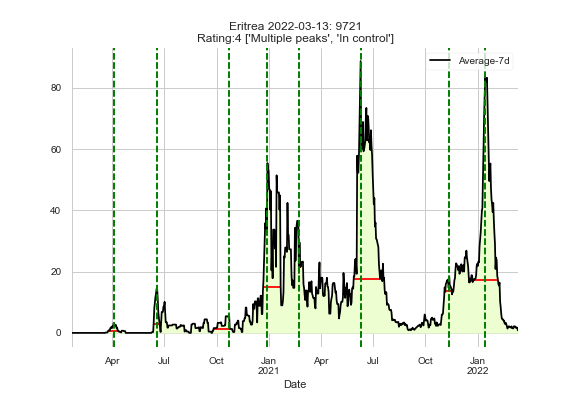 Eritrea 2022-03-13: 9721
Rating:4 ['Multiple peaks', 'In control']
Average-7d
80
60
40
20
0
Apr Jul Oct Jan Apr Jul Oct Jan
2021 2022
Date